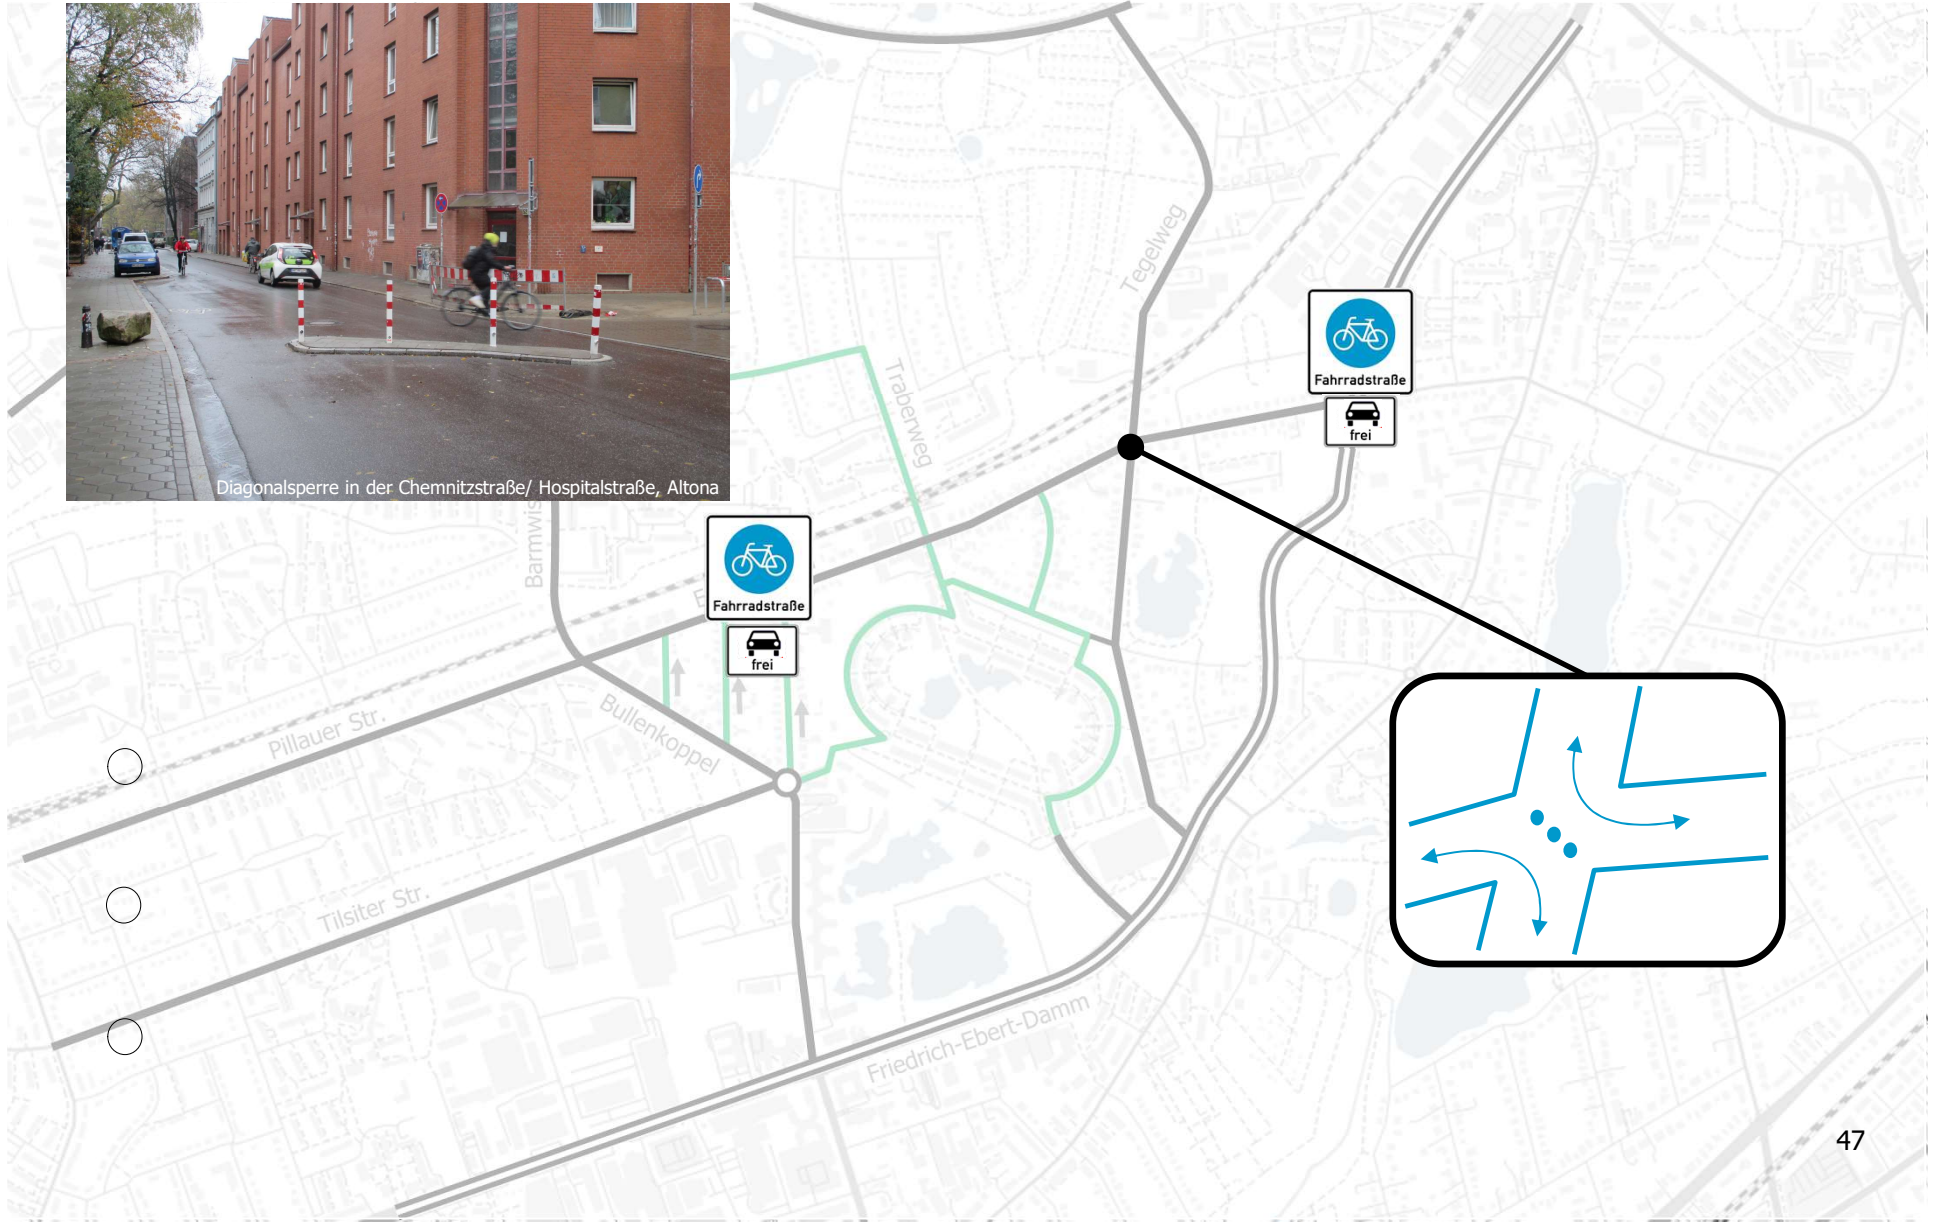 Diagonalsperre in der Chemnitzstraße/ Hospitalstraße, Altona
Tegelweg
Traberweg
Fahrradstraße
frei
Fahrradstraße
frei
Pillauer Str.
Bullenkoppel
Tilsiter Str.
Friedrich-Ebert-Damm
47